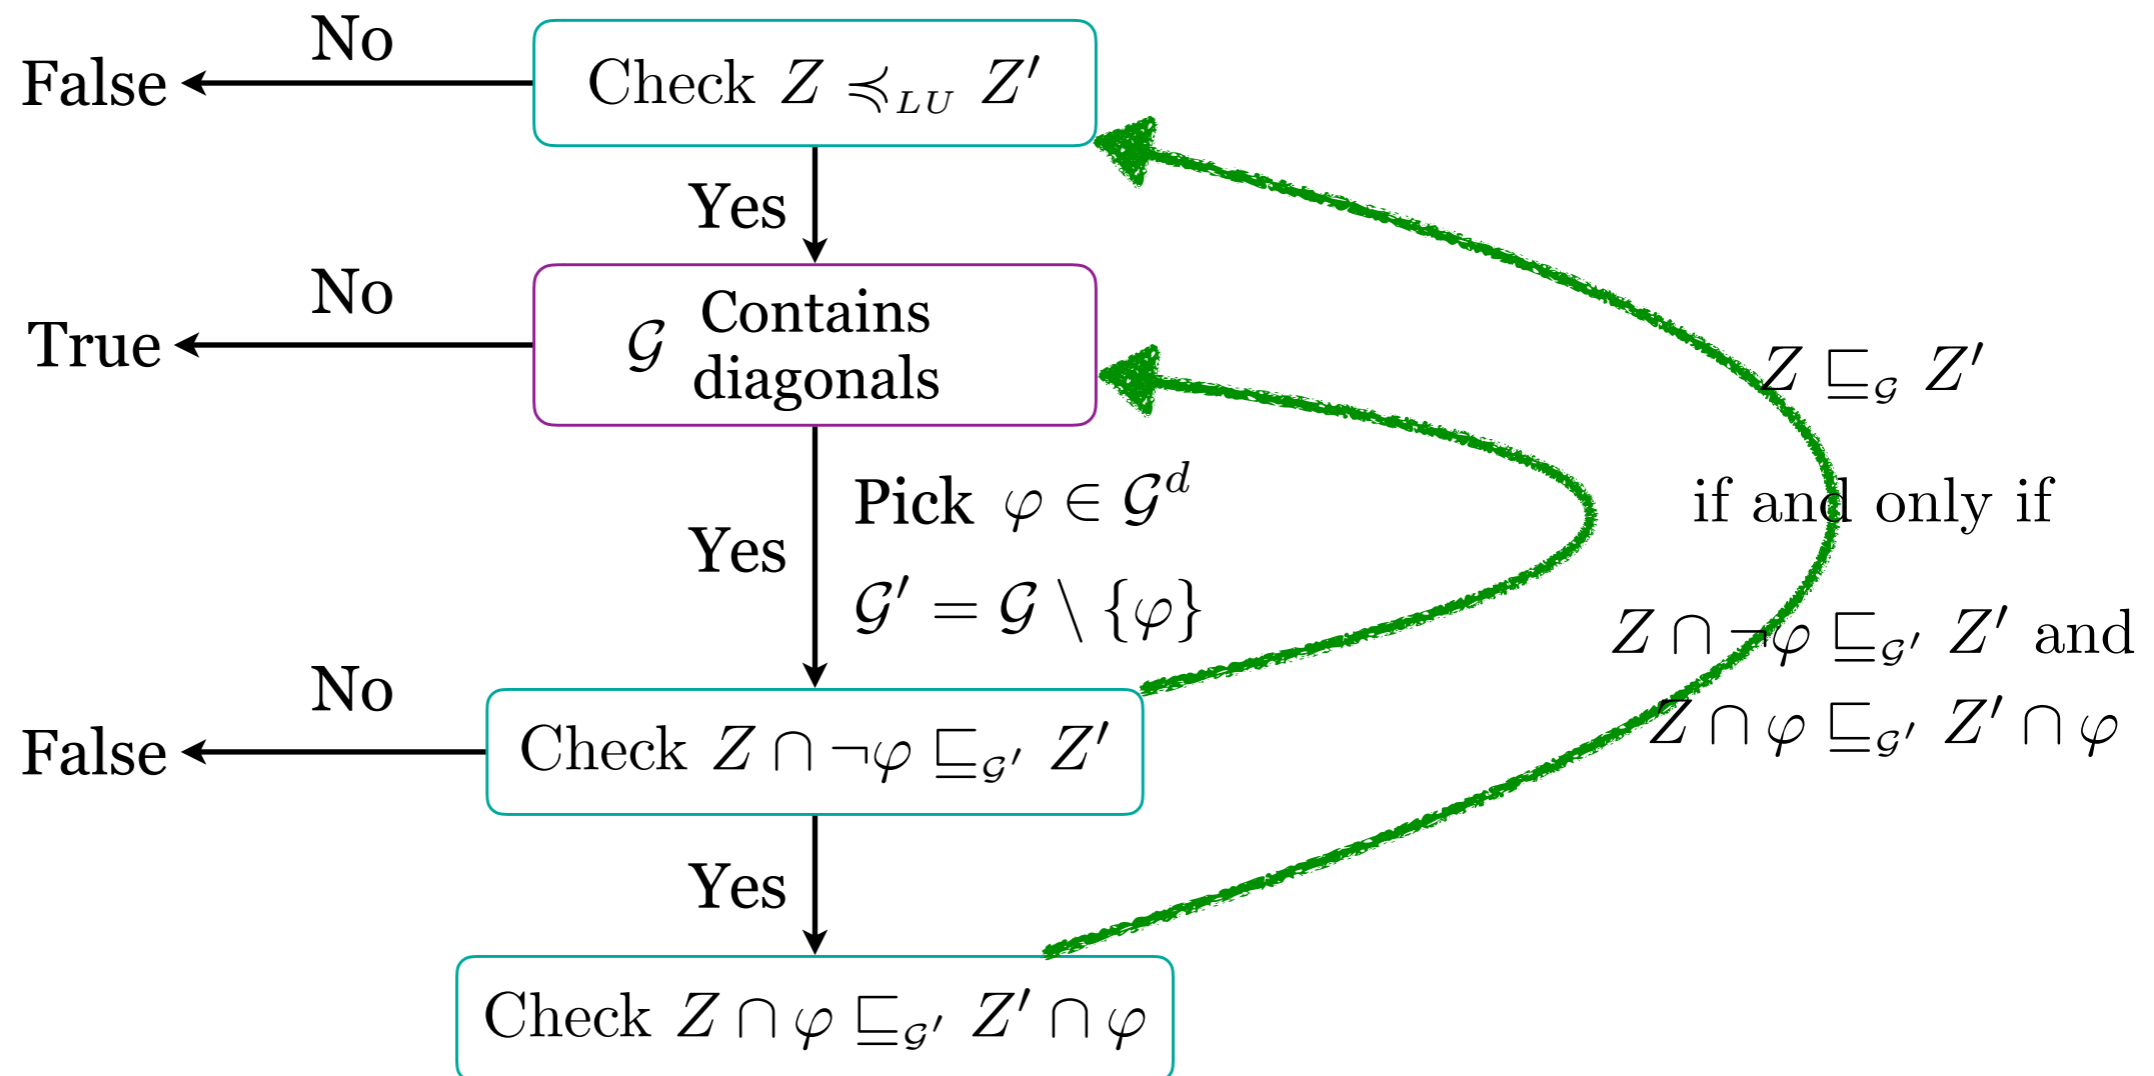 No
False
Check Z ≼_{LU} Z′
Yes
No
True
𝒢 Contains
diagonals
Z ⊑_𝒢 Z′
Pick φ ∈ 𝒢^d
if and only if
Yes
𝒢′ = 𝒢 \ {φ}
Z ∩ ¬φ ⊑_{𝒢′} Z′ and
Z ∩ φ ⊑_{𝒢′} Z′ ∩ φ
No
False
Check Z ∩ ¬φ ⊑_{𝒢′} Z′
Yes
Check Z ∩ φ ⊑_{𝒢′} Z′ ∩ φ